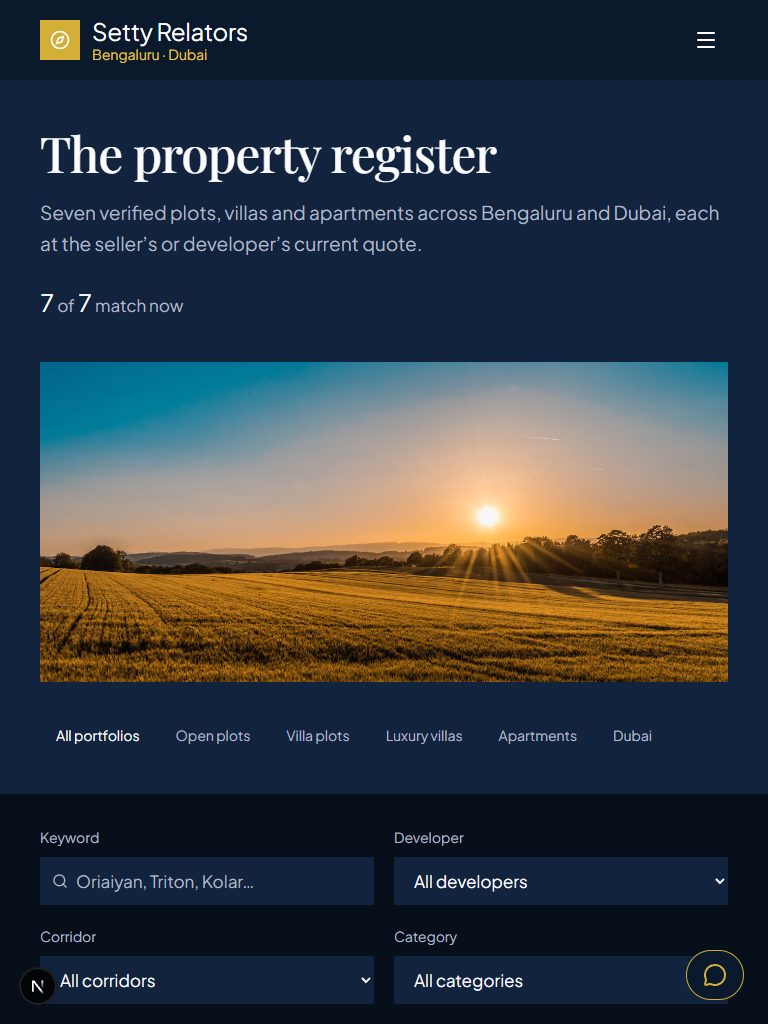 Setty Relators
Bengaluru · Dubai
The property register
Seven verified plots, villas and apartments across Bengaluru and Dubai, each
at the seller’s or developer’s current quote.
7 of 7 match now
All portfolios
Open plots
Villa plots
Luxury villas
Apartments
Dubai
Keyword
Developer
Oriaiyan, Triton, Kolar...
All developers
Corridor
Category
All corridors
All categories
N